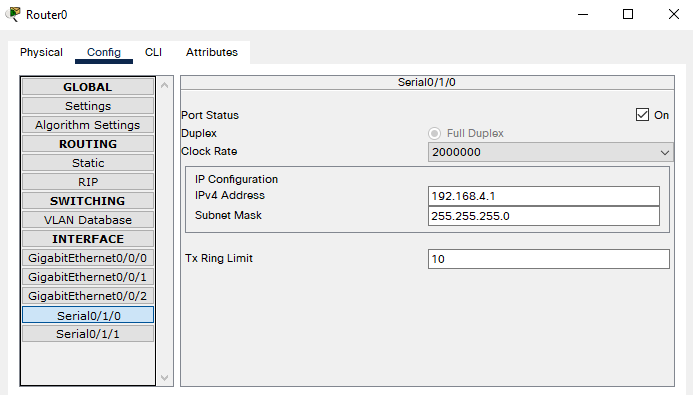 Router0
Physical Config CLI Attributes
GLOBAL
Settings
Algorithm Settings
ROUTING
Static
RIP
SWITCHING
VLAN Database
INTERFACE
GigabitEthernet0/0/0
GigabitEthernet0/0/1
GigabitEthernet0/0/2
Serial0/1/0
Serial0/1/1
Serial0/1/0
Port Status On
Duplex Full Duplex
Clock Rate 2000000
IP Configuration
IPv4 Address 192.168.4.1
Subnet Mask 255.255.255.0
Tx Ring Limit 10